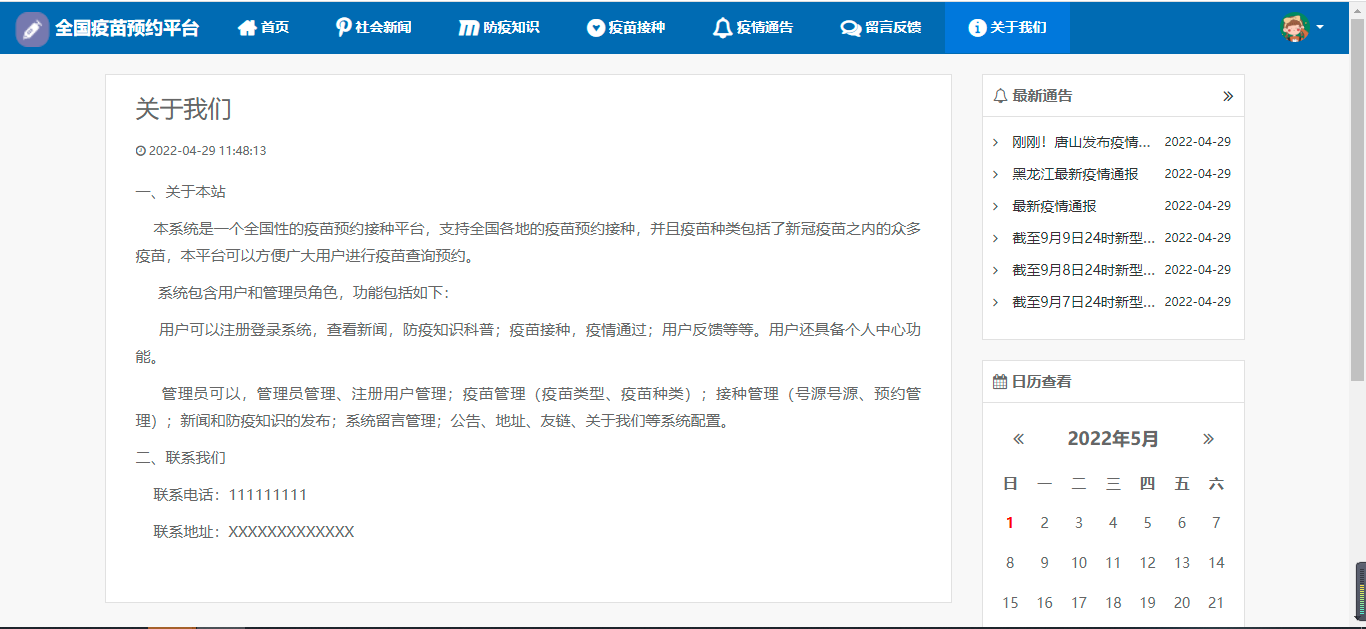 全国疫苗预约平台 首页 社会新闻 防疫知识 疫苗接种 疫情通告 留言反馈 关于我们
关于我们
2022-04-29 11:48:13
一、关于本站
本系统是一个全国性的疫苗预约接种平台，支持全国各地的疫苗预约接种，并且疫苗种类包括了新冠疫苗之内的众多
疫苗，本平台可以方便广大用户进行疫苗查询预约。
系统包含用户和管理员角色，功能包括如下：
用户可以注册登录系统，查看新闻，防疫知识科普；疫苗接种，疫情通过；用户反馈等等。用户还具备个人中心功
能。
管理员可以，管理员管理、注册用户管理；疫苗管理（疫苗类型、疫苗种类）；接种管理（号源号源、预约管
理）；新闻和防疫知识的发布；系统留言管理；公告、地址、友链、关于我们等系统配置。
二、联系我们
联系电话：111111111
联系地址：XXXXXXXXXXXXX
最新通告 »
刚刚！唐山发布疫情... 2022-04-29
黑龙江最新疫情通报 2022-04-29
最新疫情通报 2022-04-29
截至9月9日24时新型... 2022-04-29
截至9月8日24时新型... 2022-04-29
截至9月7日24时新型... 2022-04-29
日历查看
« 2022年5月 »
日 一 二 三 四 五 六
1 2 3 4 5 6 7
8 9 10 11 12 13 14
15 16 17 18 19 20 21